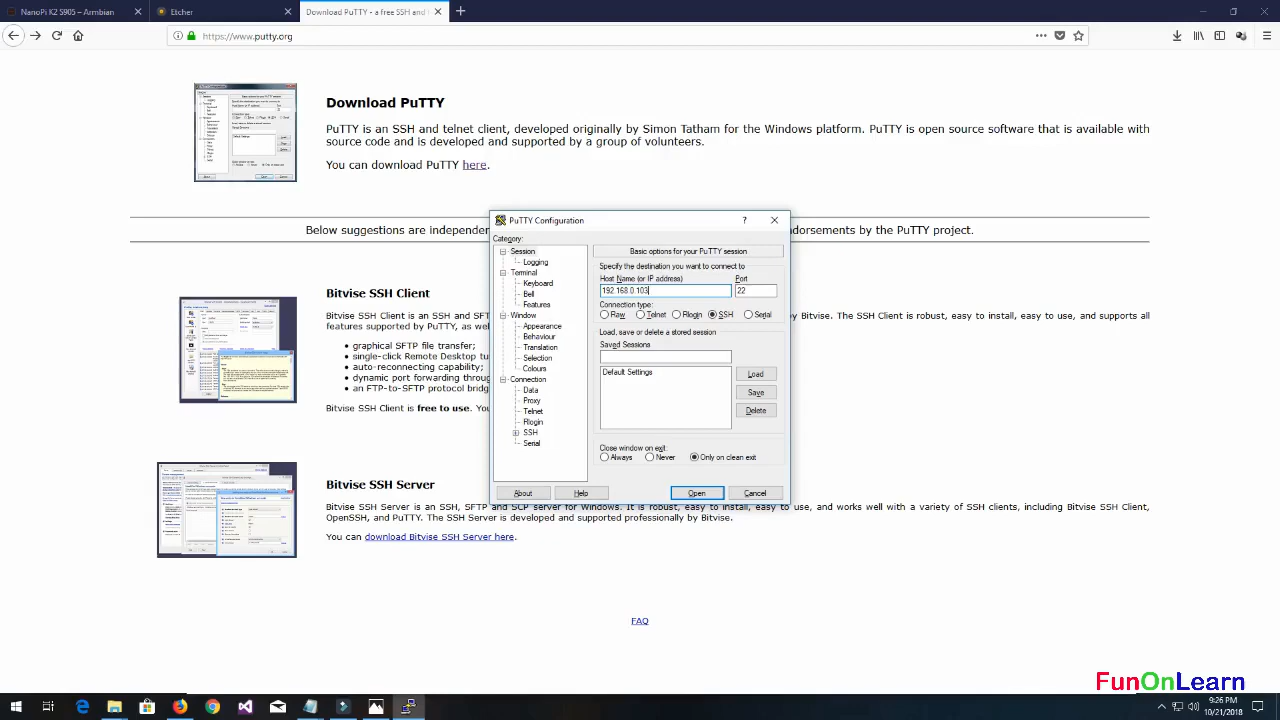 NanoPi K2 S905 – Armbian
Etcher
Download PuTTY - a free SSH and
https://www.putty.org
Download PuTTY
PuTTY is an SSH and telnet client, developed originally by Simon Tatham for the Windows platform. PuTTY is open source software that is available with
source code and is developed and supported by a group of volunteers.
You can download PuTTY here.
Below suggestions are independen
dorsements by the PuTTY project.
PuTTY Configuration
?
Category:
Session
Logging
Terminal
Keyboard
Bell
Features
Window
Appearance
Behaviour
Translation
Selection
Colours
Connection
Data
Proxy
Telnet
Rlogin
SSH
Serial
Basic options for your PuTTY session
Specify the destination you want to connect to
Host Name (or IP address)
Port
192.168.0.103
22
Connection type:
Raw
Telnet
Rlogin
SSH
Serial
Load, save or delete a stored session
Saved Sessions
Default Settings
Load
Save
Delete
Close window on exit:
Always
Never
Only on clean exit
About
Help
Open
Cancel
Bitvise SSH Client
Bitvise SSH
by Bitvise. The SSH Client is easy to install, easy to use, and supports all
supported by PuTTY, as wel
SFTP file transfer;
Remote Desktop tu
auto-reconnecting capability;
dynamic port forwarding throug
an FTP-to-SFTP protocol bridg
Bitvise SSH Client is free to use. You
Bitvise SSH Server
Bitvise SSH Server is an SSH, SFTP and SCP server for Windows. It is robust, easy to install, easy to use, and works well with a variety of SSH clients, including Bitvise SSH Client,
OpenSSH, and PuTTY. The SSH Server is developed and supported professionally by Bitvise.
You can download Bitvise SSH Server here.
FAQ
FunOnLearn
9:26 PM
10/21/2018